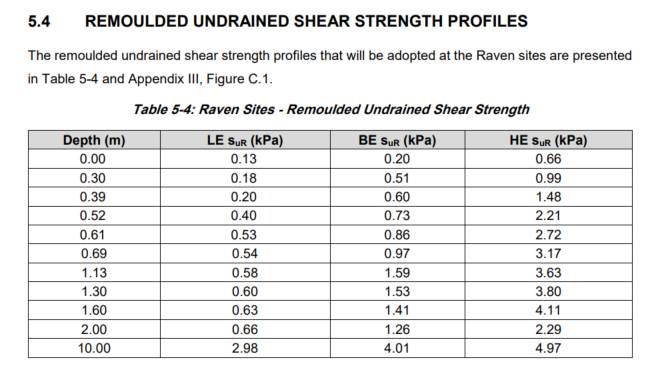 5.4 REMOULDED UNDRAINED SHEAR STRENGTH PROFILES
The remoulded undrained shear strength profiles that will be adopted at the Raven sites are presented
in Table 5-4 and Appendix III, Figure C.1.
Table 5-4: Raven Sites - Remoulded Undrained Shear Strength
Depth (m) LE suR (kPa) BE suR (kPa) HE suR (kPa)
0.00 0.13 0.20 0.66
0.30 0.18 0.51 0.99
0.39 0.20 0.60 1.48
0.52 0.40 0.73 2.21
0.61 0.53 0.86 2.72
0.69 0.54 0.97 3.17
1.13 0.58 1.59 3.63
1.30 0.60 1.53 3.80
1.60 0.63 1.41 4.11
2.00 0.66 1.26 2.29
10.00 2.98 4.01 4.97